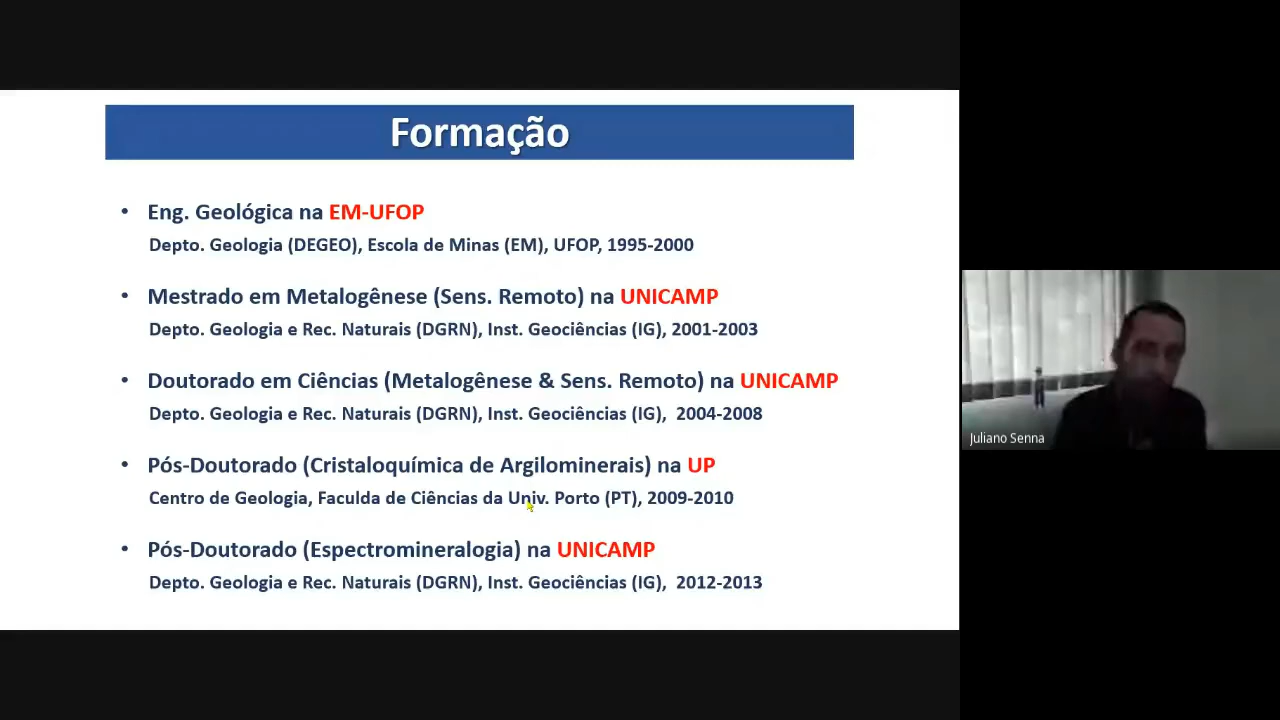 Formação
• Eng. Geológica na EM-UFOP
Depto. Geologia (DEGEO), Escola de Minas (EM), UFOP, 1995-2000
• Mestrado em Metalogênese (Sens. Remoto) na UNICAMP
Depto. Geologia e Rec. Naturais (DGRN), Inst. Geociências (IG), 2001-2003
• Doutorado em Ciências (Metalogênese & Sens. Remoto) na UNICAMP
Depto. Geologia e Rec. Naturais (DGRN), Inst. Geociências (IG), 2004-2008
• Pós-Doutorado (Cristaloquímica de Argilominerais) na UP
Centro de Geologia, Faculda de Ciências da Univ. Porto (PT), 2009-2010
• Pós-Doutorado (Espectromineralogia) na UNICAMP
Depto. Geologia e Rec. Naturais (DGRN), Inst. Geociências (IG), 2012-2013
Juliano Senna